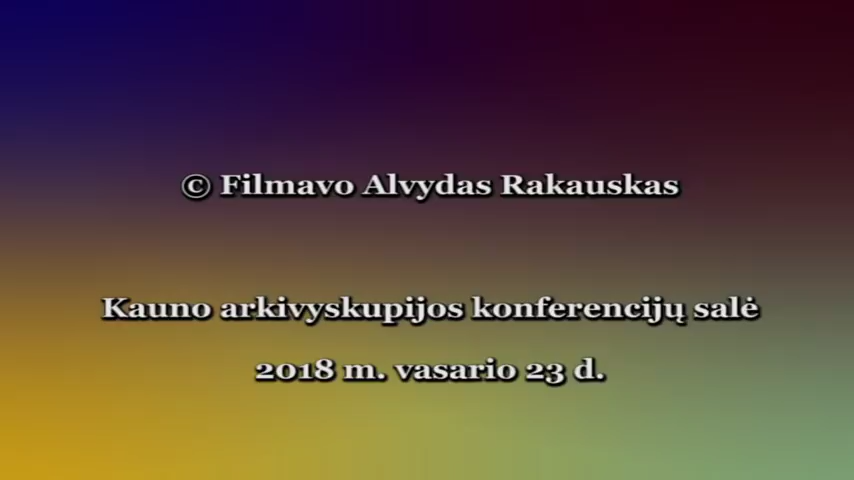 © Filmavo Alvydas Rakauskas
Kauno arkivyskupijos konferencijų salė
2018 m. vasario 23 d.